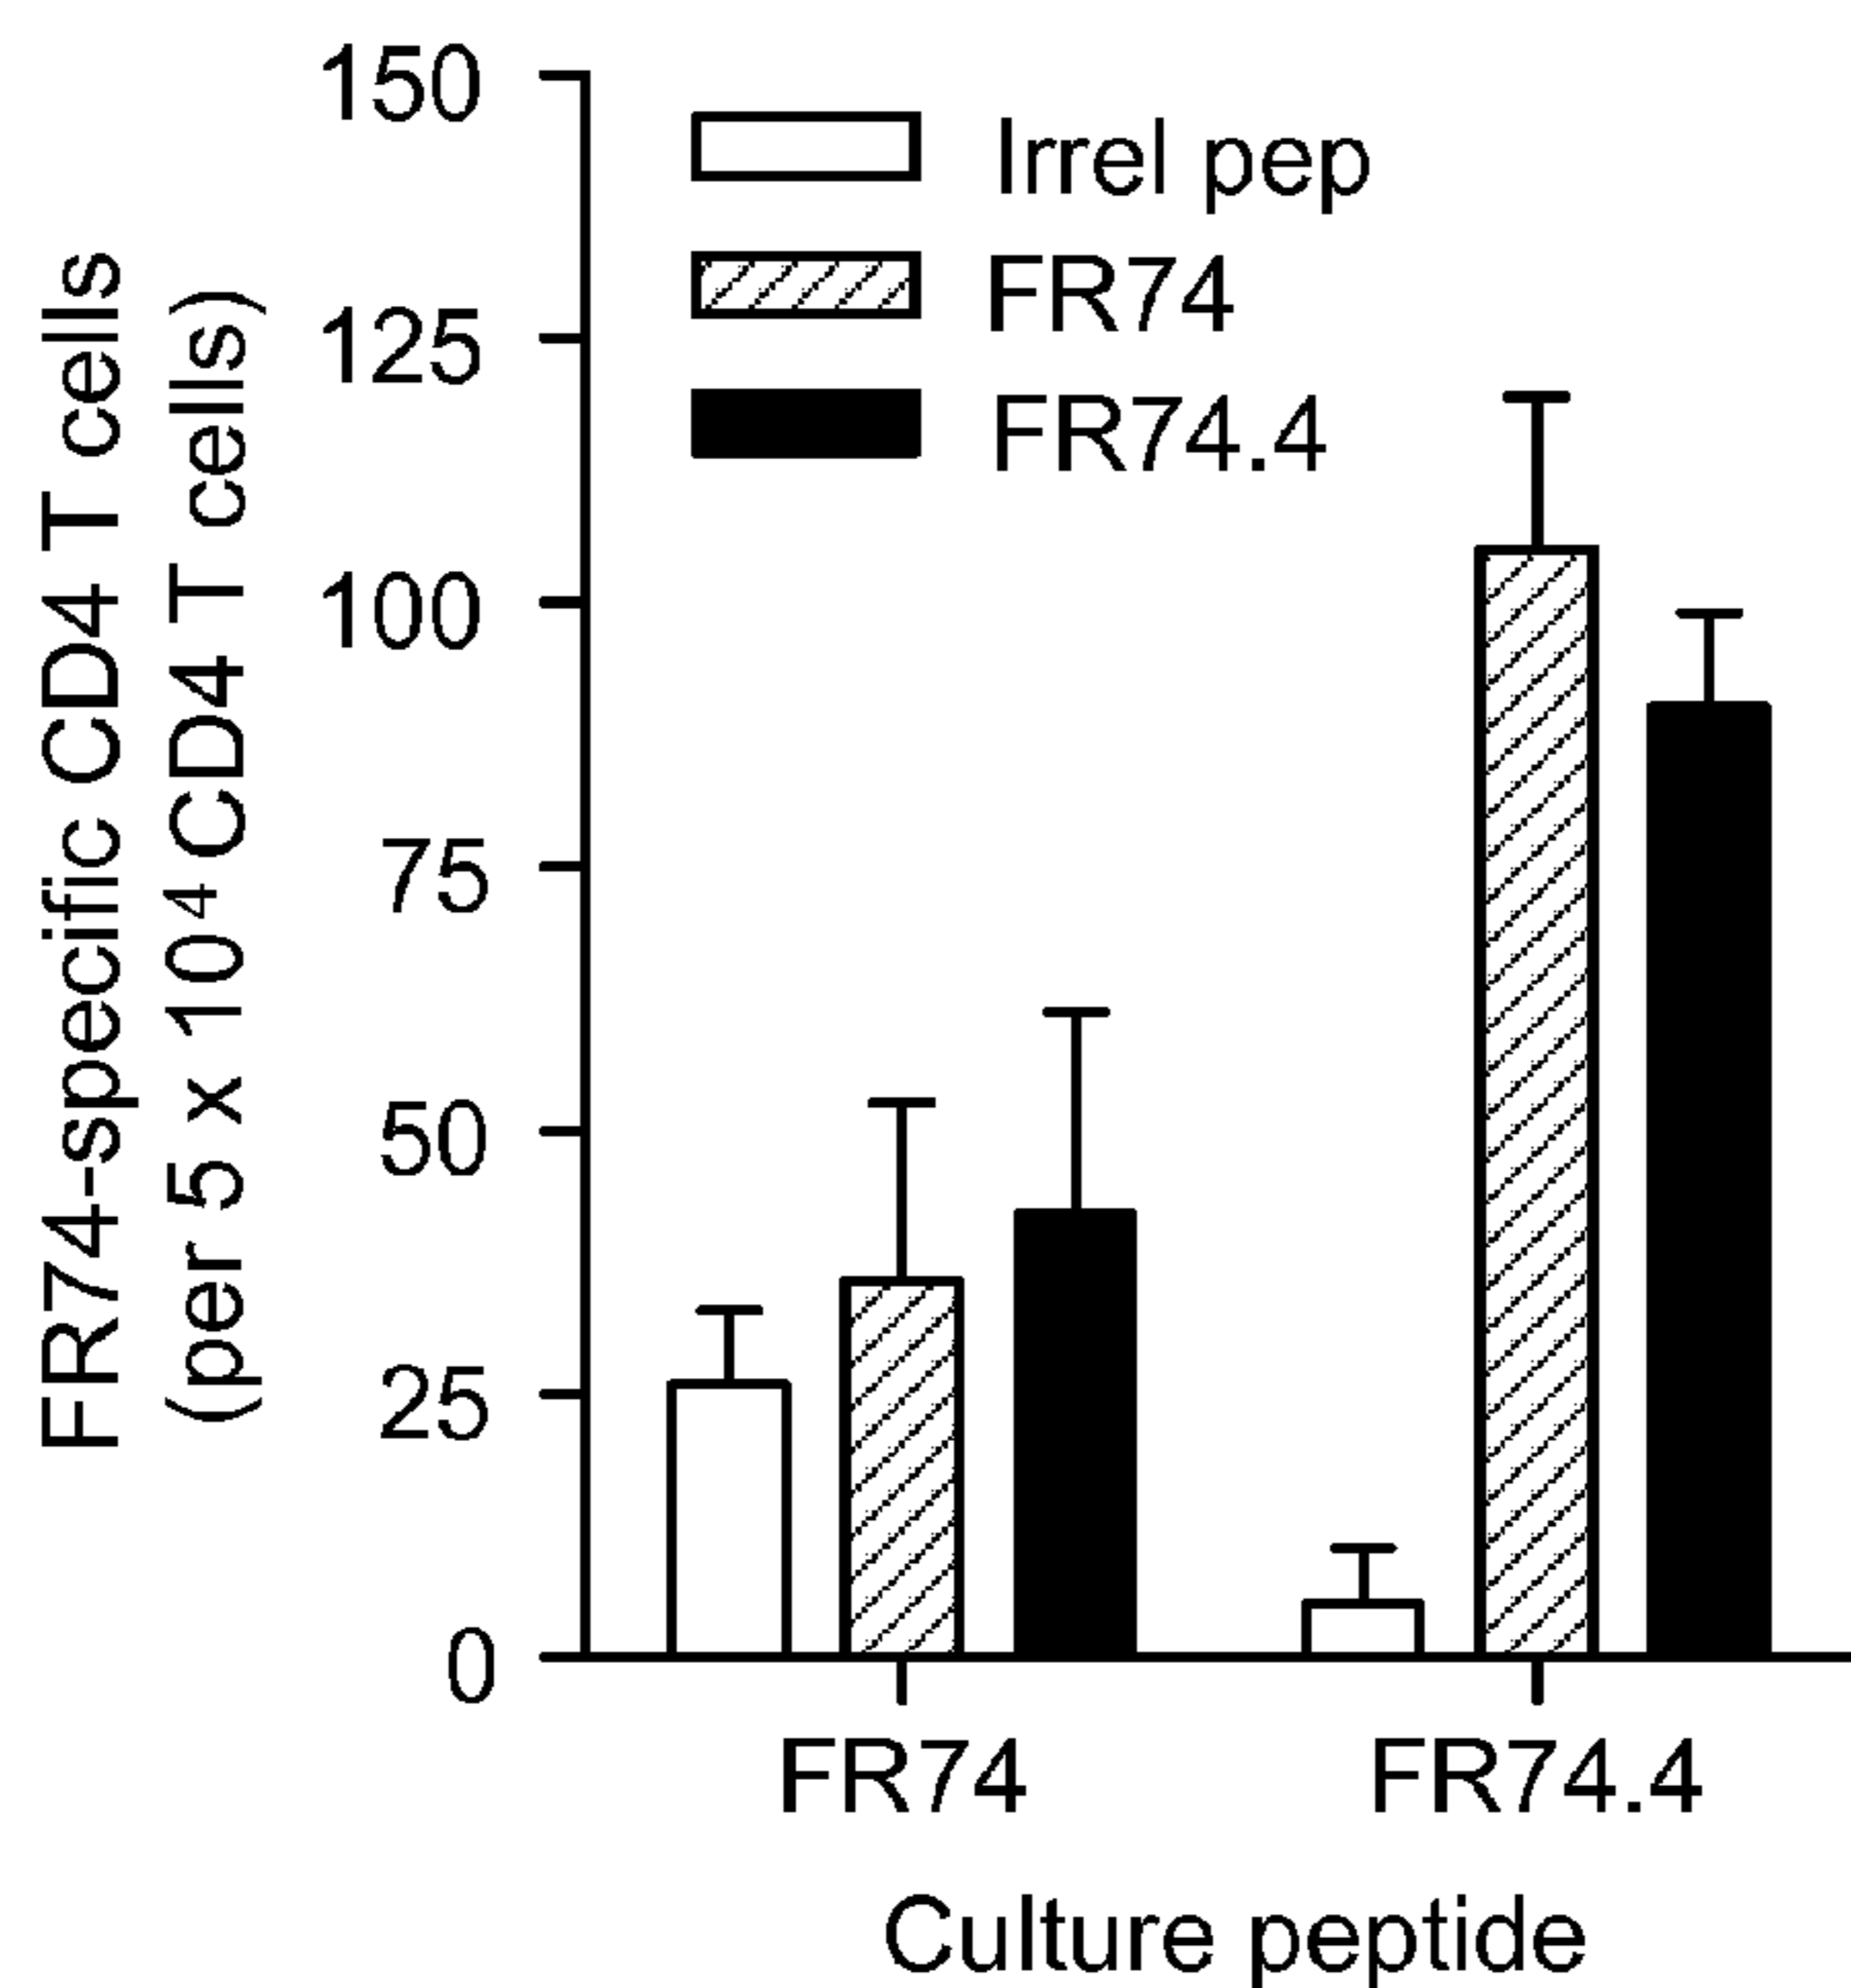 FR74-specific CD4 T cells
(per 5 x 10⁴ CD4 T cells)
150
125
100
75
50
25
0
Irrel pep
FR74
FR74.4
FR74
FR74.4
Culture peptide